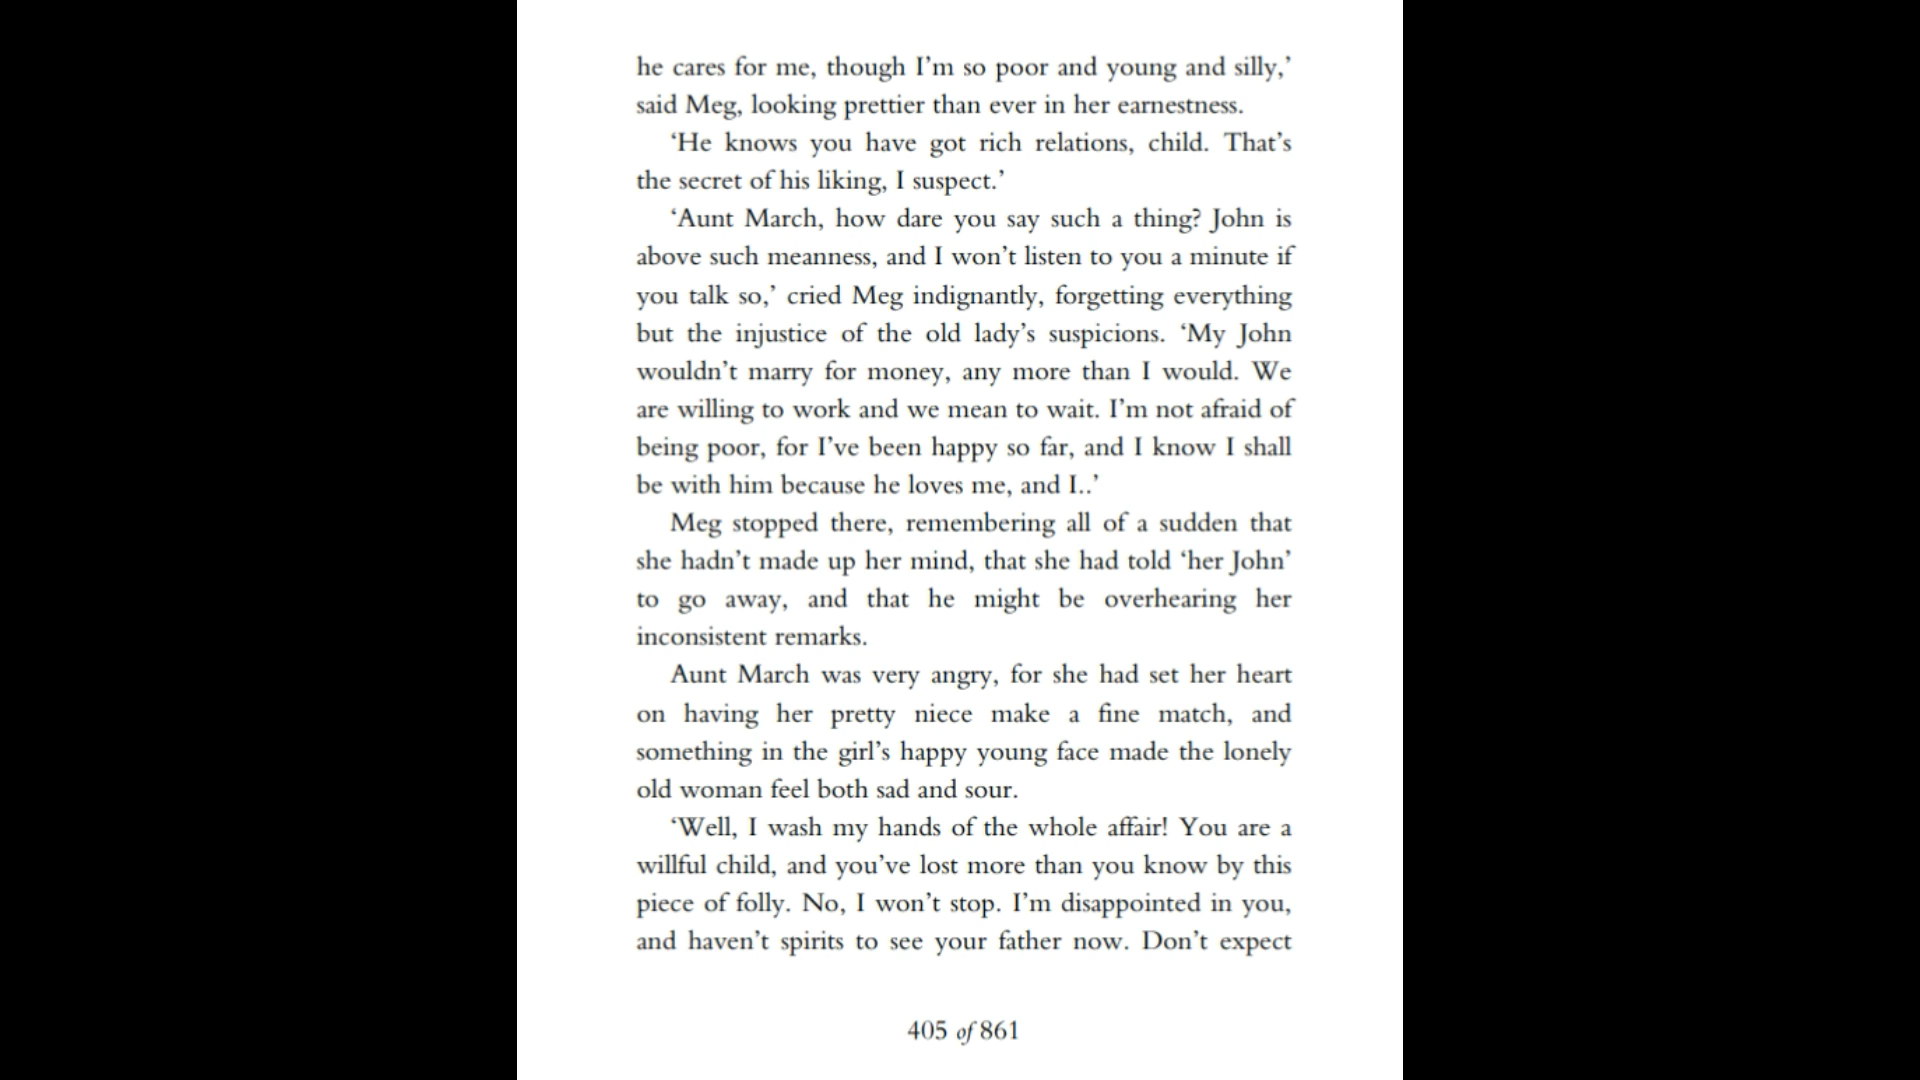 he cares for me, though I’m so poor and young and silly,’
said Meg, looking prettier than ever in her earnestness.
‘He knows you have got rich relations, child. That’s
the secret of his liking, I suspect.’
‘Aunt March, how dare you say such a thing? John is
above such meanness, and I won’t listen to you a minute if
you talk so,’ cried Meg indignantly, forgetting everything
but the injustice of the old lady’s suspicions. ‘My John
wouldn’t marry for money, any more than I would. We
are willing to work and we mean to wait. I’m not afraid of
being poor, for I’ve been happy so far, and I know I shall
be with him because he loves me, and I..’
Meg stopped there, remembering all of a sudden that
she hadn’t made up her mind, that she had told ‘her John’
to go away, and that he might be overhearing her
inconsistent remarks.
Aunt March was very angry, for she had set her heart
on having her pretty niece make a fine match, and
something in the girl’s happy young face made the lonely
old woman feel both sad and sour.
‘Well, I wash my hands of the whole affair! You are a
willful child, and you’ve lost more than you know by this
piece of folly. No, I won’t stop. I’m disappointed in you,
and haven’t spirits to see your father now. Don’t expect
405 of 861